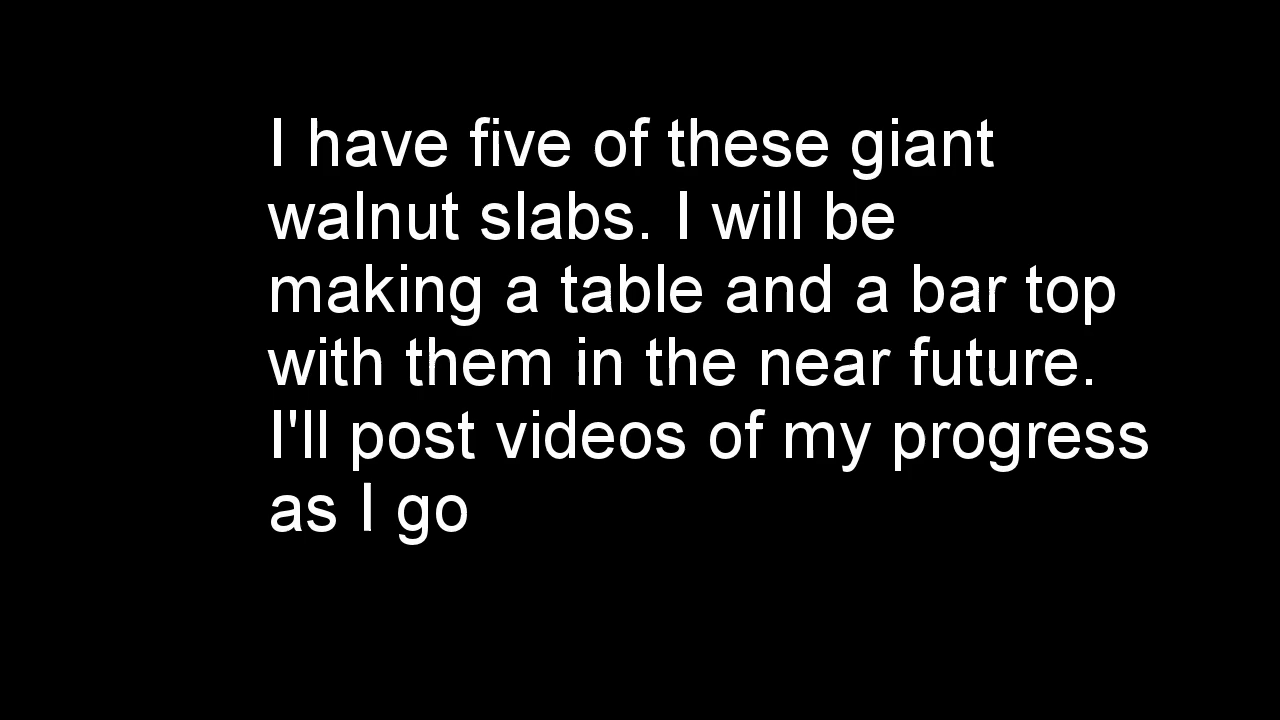 I have five of these giant
walnut slabs. I will be
making a table and a bar top
with them in the near future.
I'll post videos of my progress
as I go